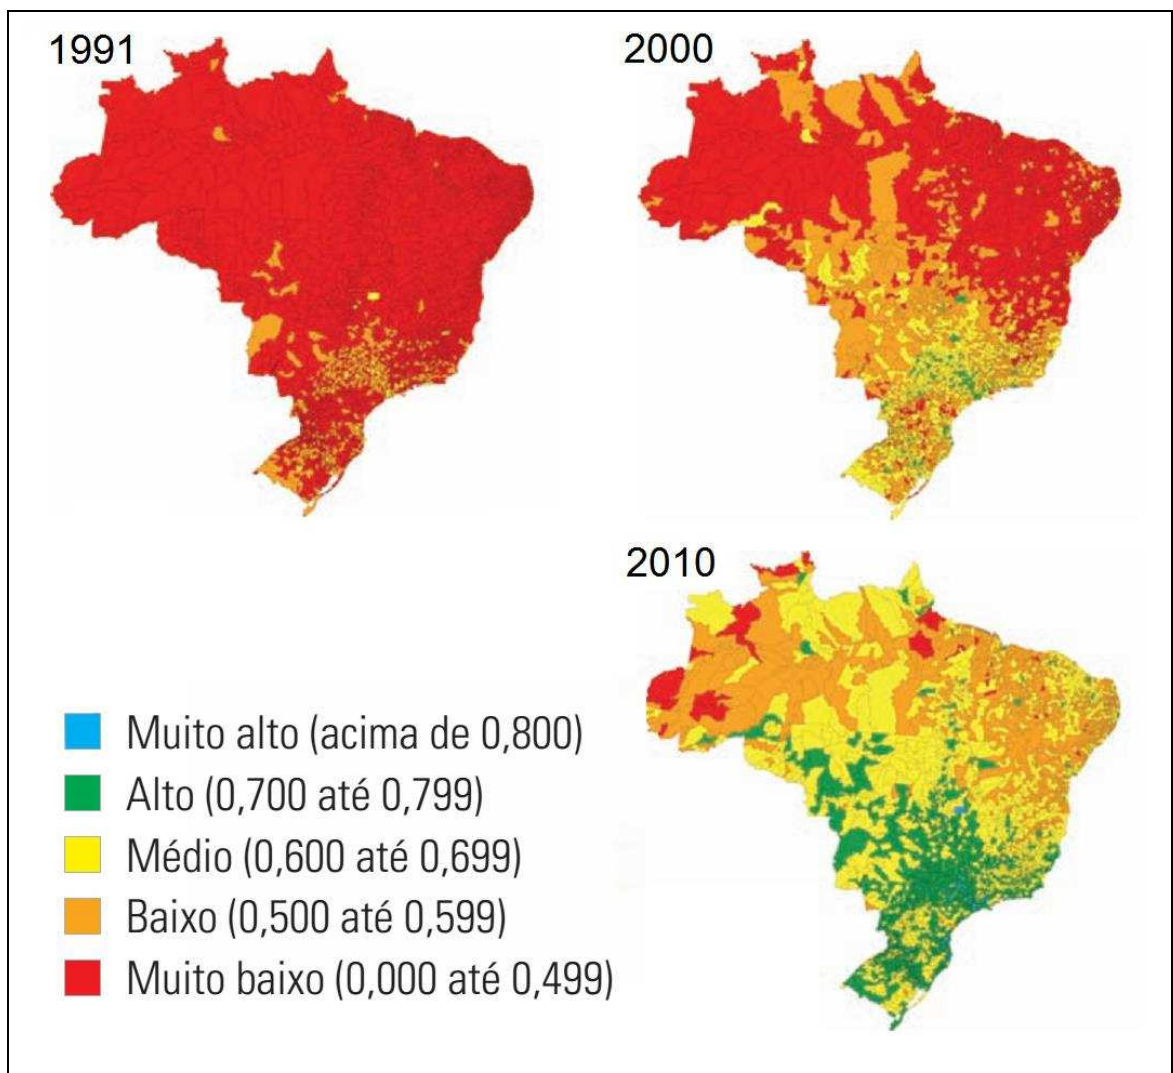 1991
2000
2010
Muito alto (acima de 0,800)
Alto (0,700 até 0,799)
Médio (0,600 até 0,699)
Baixo (0,500 até 0,599)
Muito baixo (0,000 até 0,499)